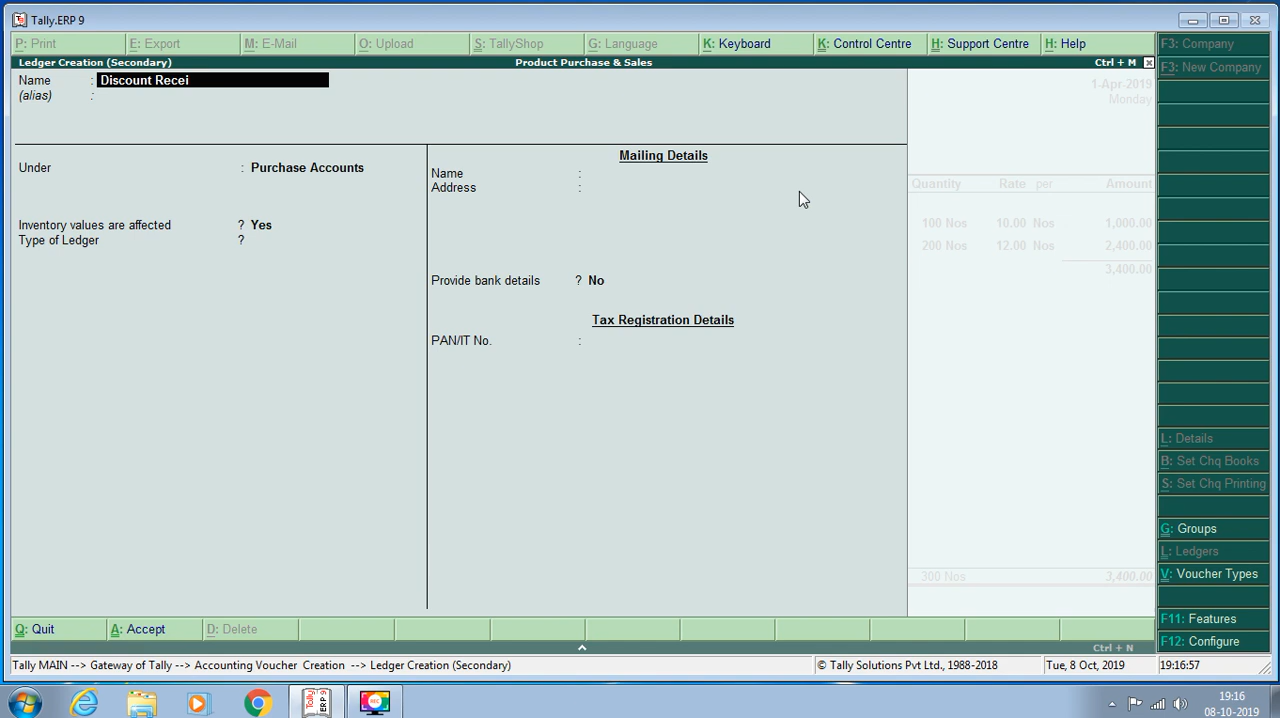 Tally.ERP 9
P: Print E: Export M: E-Mail O: Upload S: TallyShop G: Language K: Keyboard K: Control Centre H: Support Centre H: Help F3: Company
Ledger Creation (Secondary) Product Purchase & Sales Ctrl + M F3: New Company
Name : Discount Recei 1-Apr-2019
(alias) : Monday
Mailing Details
Under : Purchase Accounts Name :
Address : Quantity Rate per Amount
Inventory values are affected ? Yes 100 Nos 10.00 Nos 1,000.00
Type of Ledger ? 200 Nos 12.00 Nos 2,400.00
3,400.00
Provide bank details ? No
Tax Registration Details
PAN/IT No. :
L: Details
B: Set Chq Books
S: Set Chq Printing
G: Groups
L: Ledgers
V: Voucher Types
300 Nos 3,400.00
F11: Features
Q: Quit A: Accept D: Delete F12: Configure
Ctrl + N
Tally MAIN --> Gateway of Tally --> Accounting Voucher Creation --> Ledger Creation (Secondary) © Tally Solutions Pvt Ltd., 1988-2018 Tue, 8 Oct, 2019 19:16:57
Tally
ERP 9
REC
19:16
08-10-2019